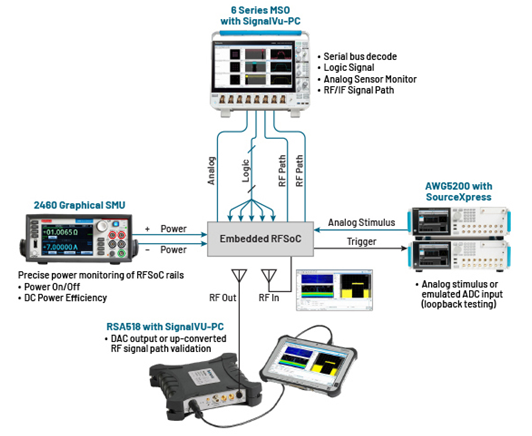 6 Series MSO
with SignalVu-PC
• Serial bus decode
• Logic Signal
• Analog Sensor Monitor
• RF/IF Signal Path
Analog
Logic
RF Path
RF Path
2460 Graphical SMU
-01.0065Ω
-7.00000A
+ Power
- Power
Precise power monitoring of RFSoC rails
• Power On/Off
• DC Power Efficiency
Embedded RFSoC
Analog Stimulus
Trigger
AWG5200 with
SourceXpress
• Analog stimulus or
emulated ADC input
(loopback testing)
RF Out
RF In
RSA518 with SignalVU-PC
• DAC output or up-converted
RF signal path validation